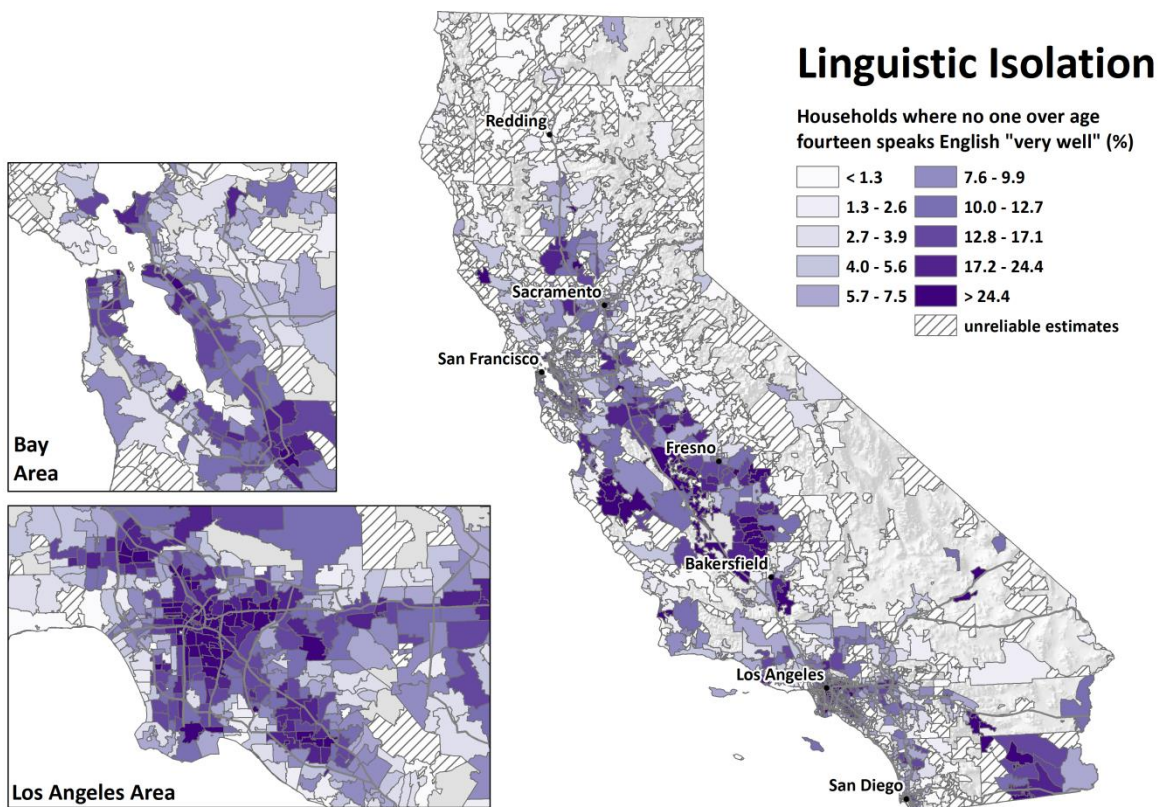 Linguistic Isolation
Households where no one over age
fourteen speaks English "very well" (%)
< 1.3
1.3 - 2.6
2.7 - 3.9
4.0 - 5.6
5.7 - 7.5
7.6 - 9.9
10.0 - 12.7
12.8 - 17.1
17.2 - 24.4
> 24.4
unreliable estimates
Redding
Sacramento
San Francisco
Fresno
Bakersfield
Los Angeles
San Diego
Bay
Area
Los Angeles Area